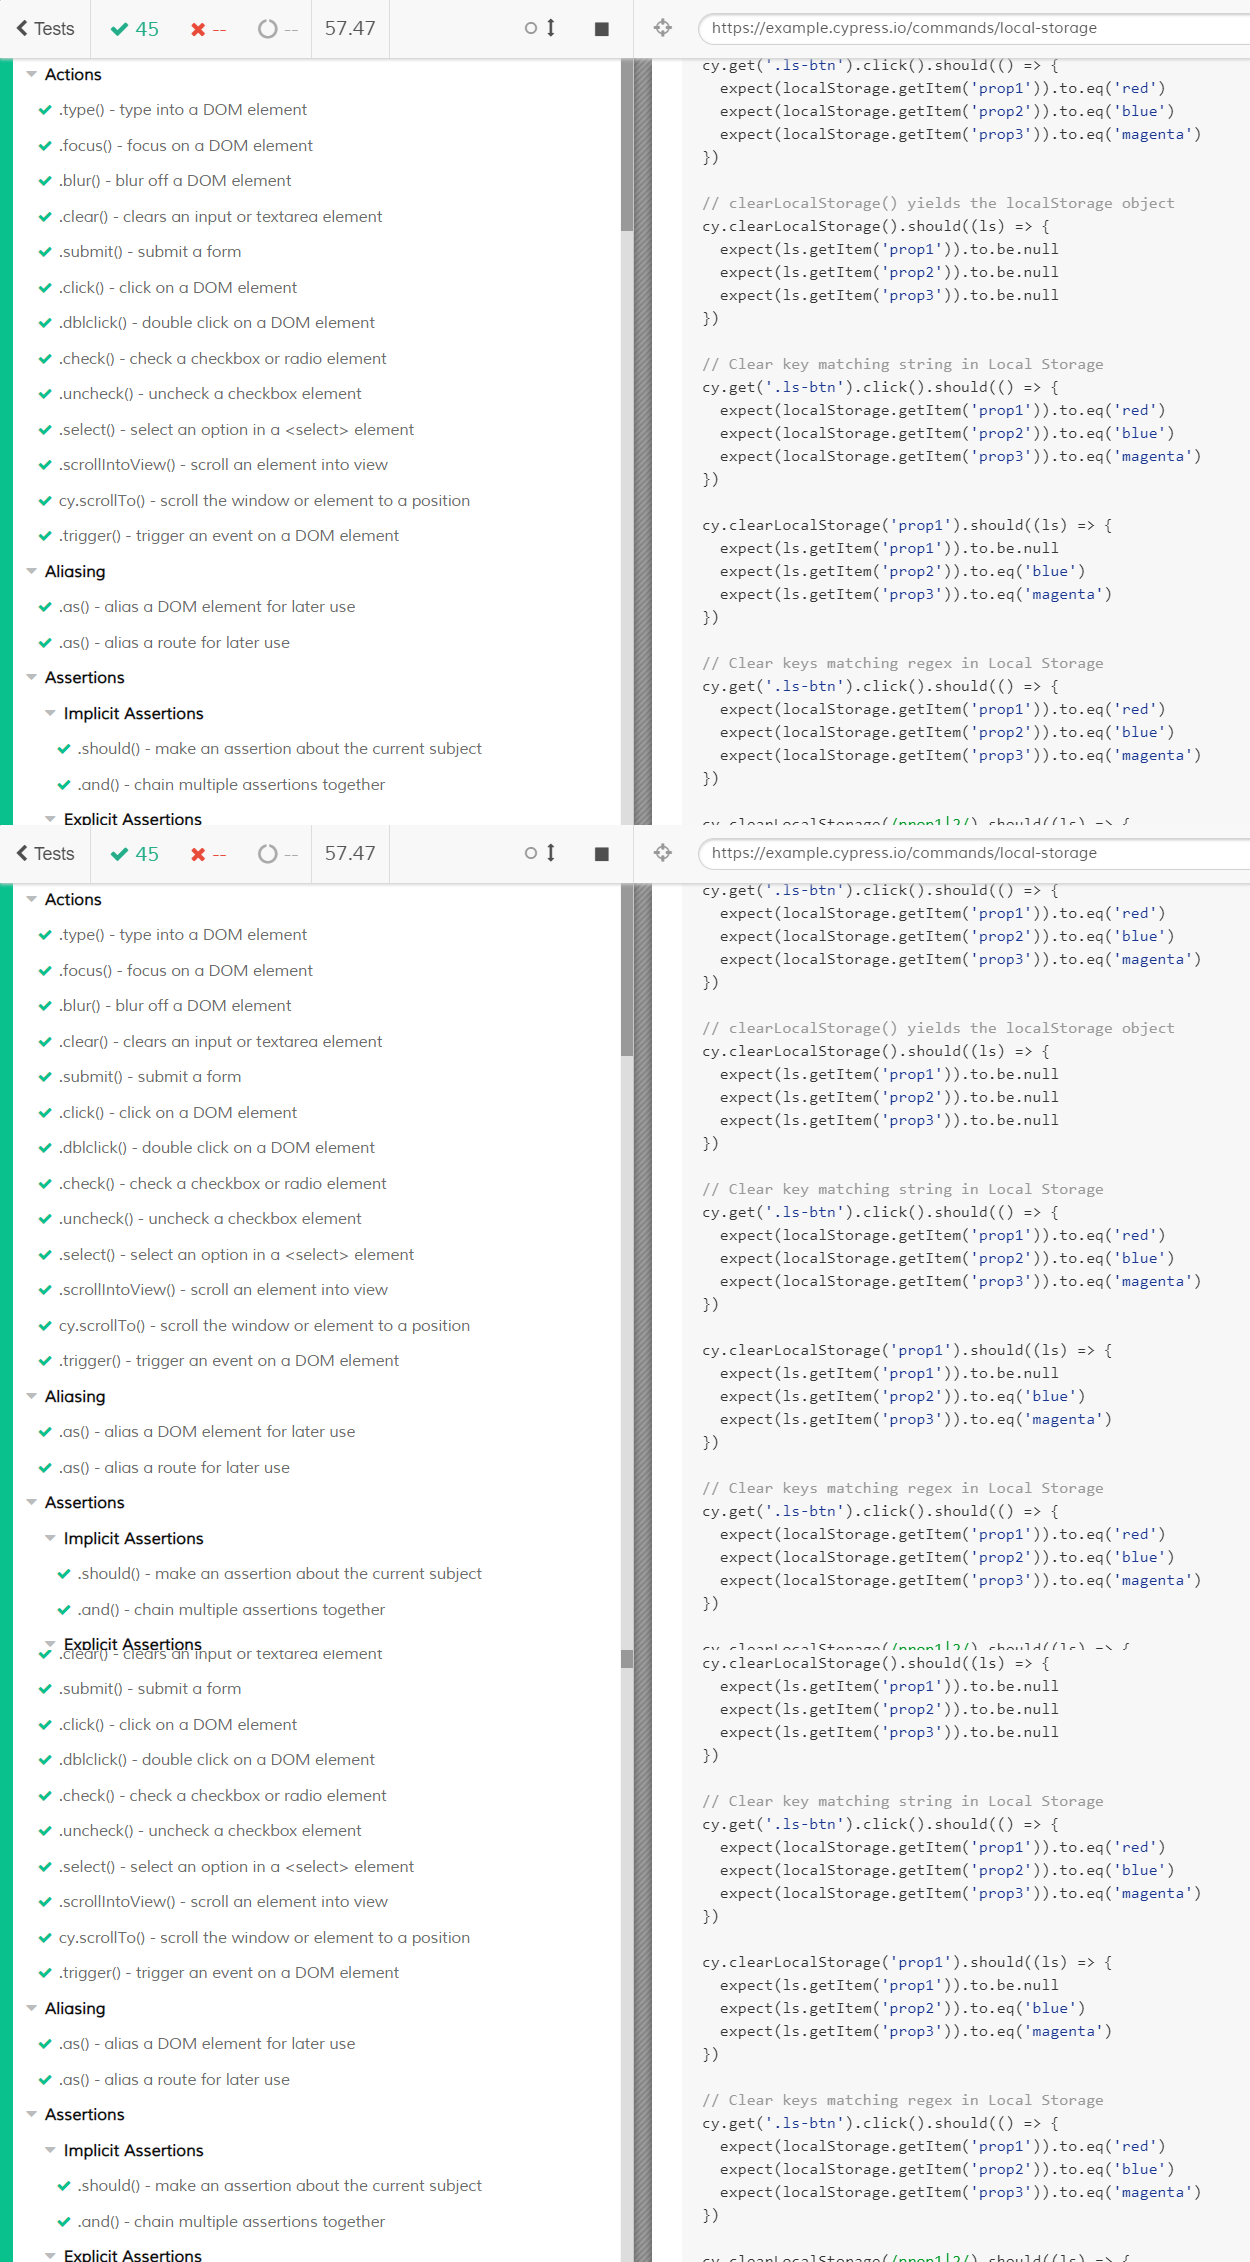 Tests 45 -- -- 57.47
https://example.cypress.io/commands/local-storage
Actions
.type() - type into a DOM element
.focus() - focus on a DOM element
.blur() - blur off a DOM element
.clear() - clears an input or textarea element
.submit() - submit a form
.click() - click on a DOM element
.dblclick() - double click on a DOM element
.check() - check a checkbox or radio element
.uncheck() - uncheck a checkbox element
.select() - select an option in a <select> element
.scrollIntoView() - scroll an element into view
cy.scrollTo() - scroll the window or element to a position
.trigger() - trigger an event on a DOM element
Aliasing
.as() - alias a DOM element for later use
.as() - alias a route for later use
Assertions
Implicit Assertions
.should() - make an assertion about the current subject
.and() - chain multiple assertions together
Explicit Assertions
cy.get('.ls-btn').click().should(() => {
expect(localStorage.getItem('prop1')).to.eq('red')
expect(localStorage.getItem('prop2')).to.eq('blue')
expect(localStorage.getItem('prop3')).to.eq('magenta')
})
// clearLocalStorage() yields the localStorage object
cy.clearLocalStorage().should((ls) => {
expect(ls.getItem('prop1')).to.be.null
expect(ls.getItem('prop2')).to.be.null
expect(ls.getItem('prop3')).to.be.null
})
// Clear key matching string in Local Storage
cy.get('.ls-btn').click().should(() => {
expect(localStorage.getItem('prop1')).to.eq('red')
expect(localStorage.getItem('prop2')).to.eq('blue')
expect(localStorage.getItem('prop3')).to.eq('magenta')
})
cy.clearLocalStorage('prop1').should((ls) => {
expect(ls.getItem('prop1')).to.be.null
expect(ls.getItem('prop2')).to.eq('blue')
expect(ls.getItem('prop3')).to.eq('magenta')
})
// Clear keys matching regex in Local Storage
cy.get('.ls-btn').click().should(() => {
expect(localStorage.getItem('prop1')).to.eq('red')
expect(localStorage.getItem('prop2')).to.eq('blue')
expect(localStorage.getItem('prop3')).to.eq('magenta')
})
cy.clearLocalStorage(/prop1|2/).should((ls) => {
Tests 45 -- -- 57.47
https://example.cypress.io/commands/local-storage
Actions
.type() - type into a DOM element
.focus() - focus on a DOM element
.blur() - blur off a DOM element
.clear() - clears an input or textarea element
.submit() - submit a form
.click() - click on a DOM element
.dblclick() - double click on a DOM element
.check() - check a checkbox or radio element
.uncheck() - uncheck a checkbox element
.select() - select an option in a <select> element
.scrollIntoView() - scroll an element into view
cy.scrollTo() - scroll the window or element to a position
.trigger() - trigger an event on a DOM element
Aliasing
.as() - alias a DOM element for later use
.as() - alias a route for later use
Assertions
Implicit Assertions
.should() - make an assertion about the current subject
.and() - chain multiple assertions together
Explicit Assertions
cy.get('.ls-btn').click().should(() => {
expect(localStorage.getItem('prop1')).to.eq('red')
expect(localStorage.getItem('prop2')).to.eq('blue')
expect(localStorage.getItem('prop3')).to.eq('magenta')
})
// clearLocalStorage() yields the localStorage object
cy.clearLocalStorage().should((ls) => {
expect(ls.getItem('prop1')).to.be.null
expect(ls.getItem('prop2')).to.be.null
expect(ls.getItem('prop3')).to.be.null
})
// Clear key matching string in Local Storage
cy.get('.ls-btn').click().should(() => {
expect(localStorage.getItem('prop1')).to.eq('red')
expect(localStorage.getItem('prop2')).to.eq('blue')
expect(localStorage.getItem('prop3')).to.eq('magenta')
})
cy.clearLocalStorage('prop1').should((ls) => {
expect(ls.getItem('prop1')).to.be.null
expect(ls.getItem('prop2')).to.eq('blue')
expect(ls.getItem('prop3')).to.eq('magenta')
})
// Clear keys matching regex in Local Storage
cy.get('.ls-btn').click().should(() => {
expect(localStorage.getItem('prop1')).to.eq('red')
expect(localStorage.getItem('prop2')).to.eq('blue')
expect(localStorage.getItem('prop3')).to.eq('magenta')
})
cy.clearLocalStorage(/prop1|2/).should((ls) => {
.clear() - clears an input or textarea element
.submit() - submit a form
.click() - click on a DOM element
.dblclick() - double click on a DOM element
.check() - check a checkbox or radio element
.uncheck() - uncheck a checkbox element
.select() - select an option in a <select> element
.scrollIntoView() - scroll an element into view
cy.scrollTo() - scroll the window or element to a position
.trigger() - trigger an event on a DOM element
Aliasing
.as() - alias a DOM element for later use
.as() - alias a route for later use
Assertions
Implicit Assertions
.should() - make an assertion about the current subject
.and() - chain multiple assertions together
Explicit Assertions
cy.clearLocalStorage().should((ls) => {
expect(ls.getItem('prop1')).to.be.null
expect(ls.getItem('prop2')).to.be.null
expect(ls.getItem('prop3')).to.be.null
})
// Clear key matching string in Local Storage
cy.get('.ls-btn').click().should(() => {
expect(localStorage.getItem('prop1')).to.eq('red')
expect(localStorage.getItem('prop2')).to.eq('blue')
expect(localStorage.getItem('prop3')).to.eq('magenta')
})
cy.clearLocalStorage('prop1').should((ls) => {
expect(ls.getItem('prop1')).to.be.null
expect(ls.getItem('prop2')).to.eq('blue')
expect(ls.getItem('prop3')).to.eq('magenta')
})
// Clear keys matching regex in Local Storage
cy.get('.ls-btn').click().should(() => {
expect(localStorage.getItem('prop1')).to.eq('red')
expect(localStorage.getItem('prop2')).to.eq('blue')
expect(localStorage.getItem('prop3')).to.eq('magenta')
})
cy.clearLocalStorage(/prop1|2/).should((ls) => {